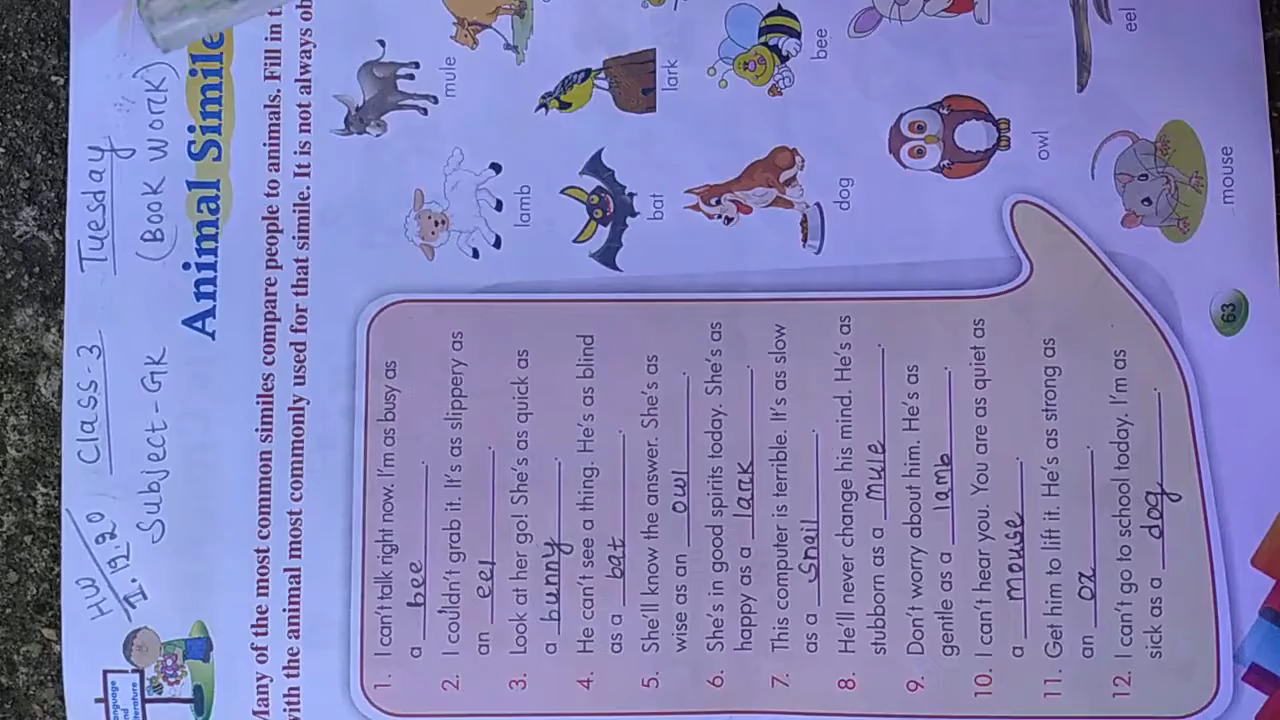 HW Class-3 Tuesday
II.19.20
Subject-GK (BOOK WORK)
Animal Simile
Many of the most common similes compare people to animals. Fill in
with the animal most commonly used for that simile. It is not always
1. I can't talk right now. I'm as busy as
a bee.
2. I couldn't grab it. It's as slippery as
an eel.
3. Look at her go! She's as quick as
a bunny.
4. He can't see a thing. He's as blind
as a bat.
5. She'll know the answer. She's as
wise as an owl.
6. She's in good spirits today. She's as
happy as a lark.
7. This computer is terrible. It's as slow
as a snail.
8. He'll never change his mind. He's as
stubborn as a mule.
9. Don't worry about him. He's as
gentle as a lamb.
10. I can't hear you. You are as quiet as
a mouse.
11. Get him to lift it. He's as strong as
an ox.
12. I can't go to school today. I'm as
sick as a dog.
mule
lamb
lark
bat
bee
dog
owl
eel
mouse
63